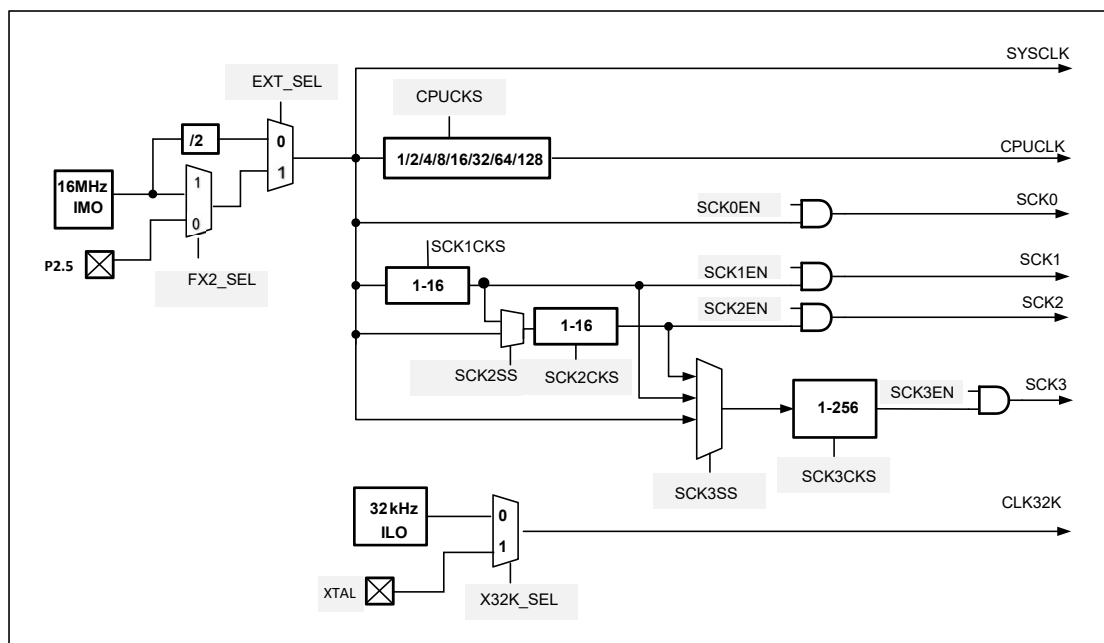 SYSCLK
EXT_SEL
CPUCKS
/2
0
1
1/2/4/8/16/32/64/128
CPUCLK
16MHz
IMO
1
0
P2.5
FX2_SEL
SCK0EN
SCK0
SCK1CKS
1-16
SCK1EN
SCK1
SCK2EN
SCK2
1-16
SCK2SS
SCK2CKS
SCK3EN
SCK3
1-256
SCK3SS
SCK3CKS
32kHz
ILO
0
1
CLK32K
XTAL
X32K_SEL